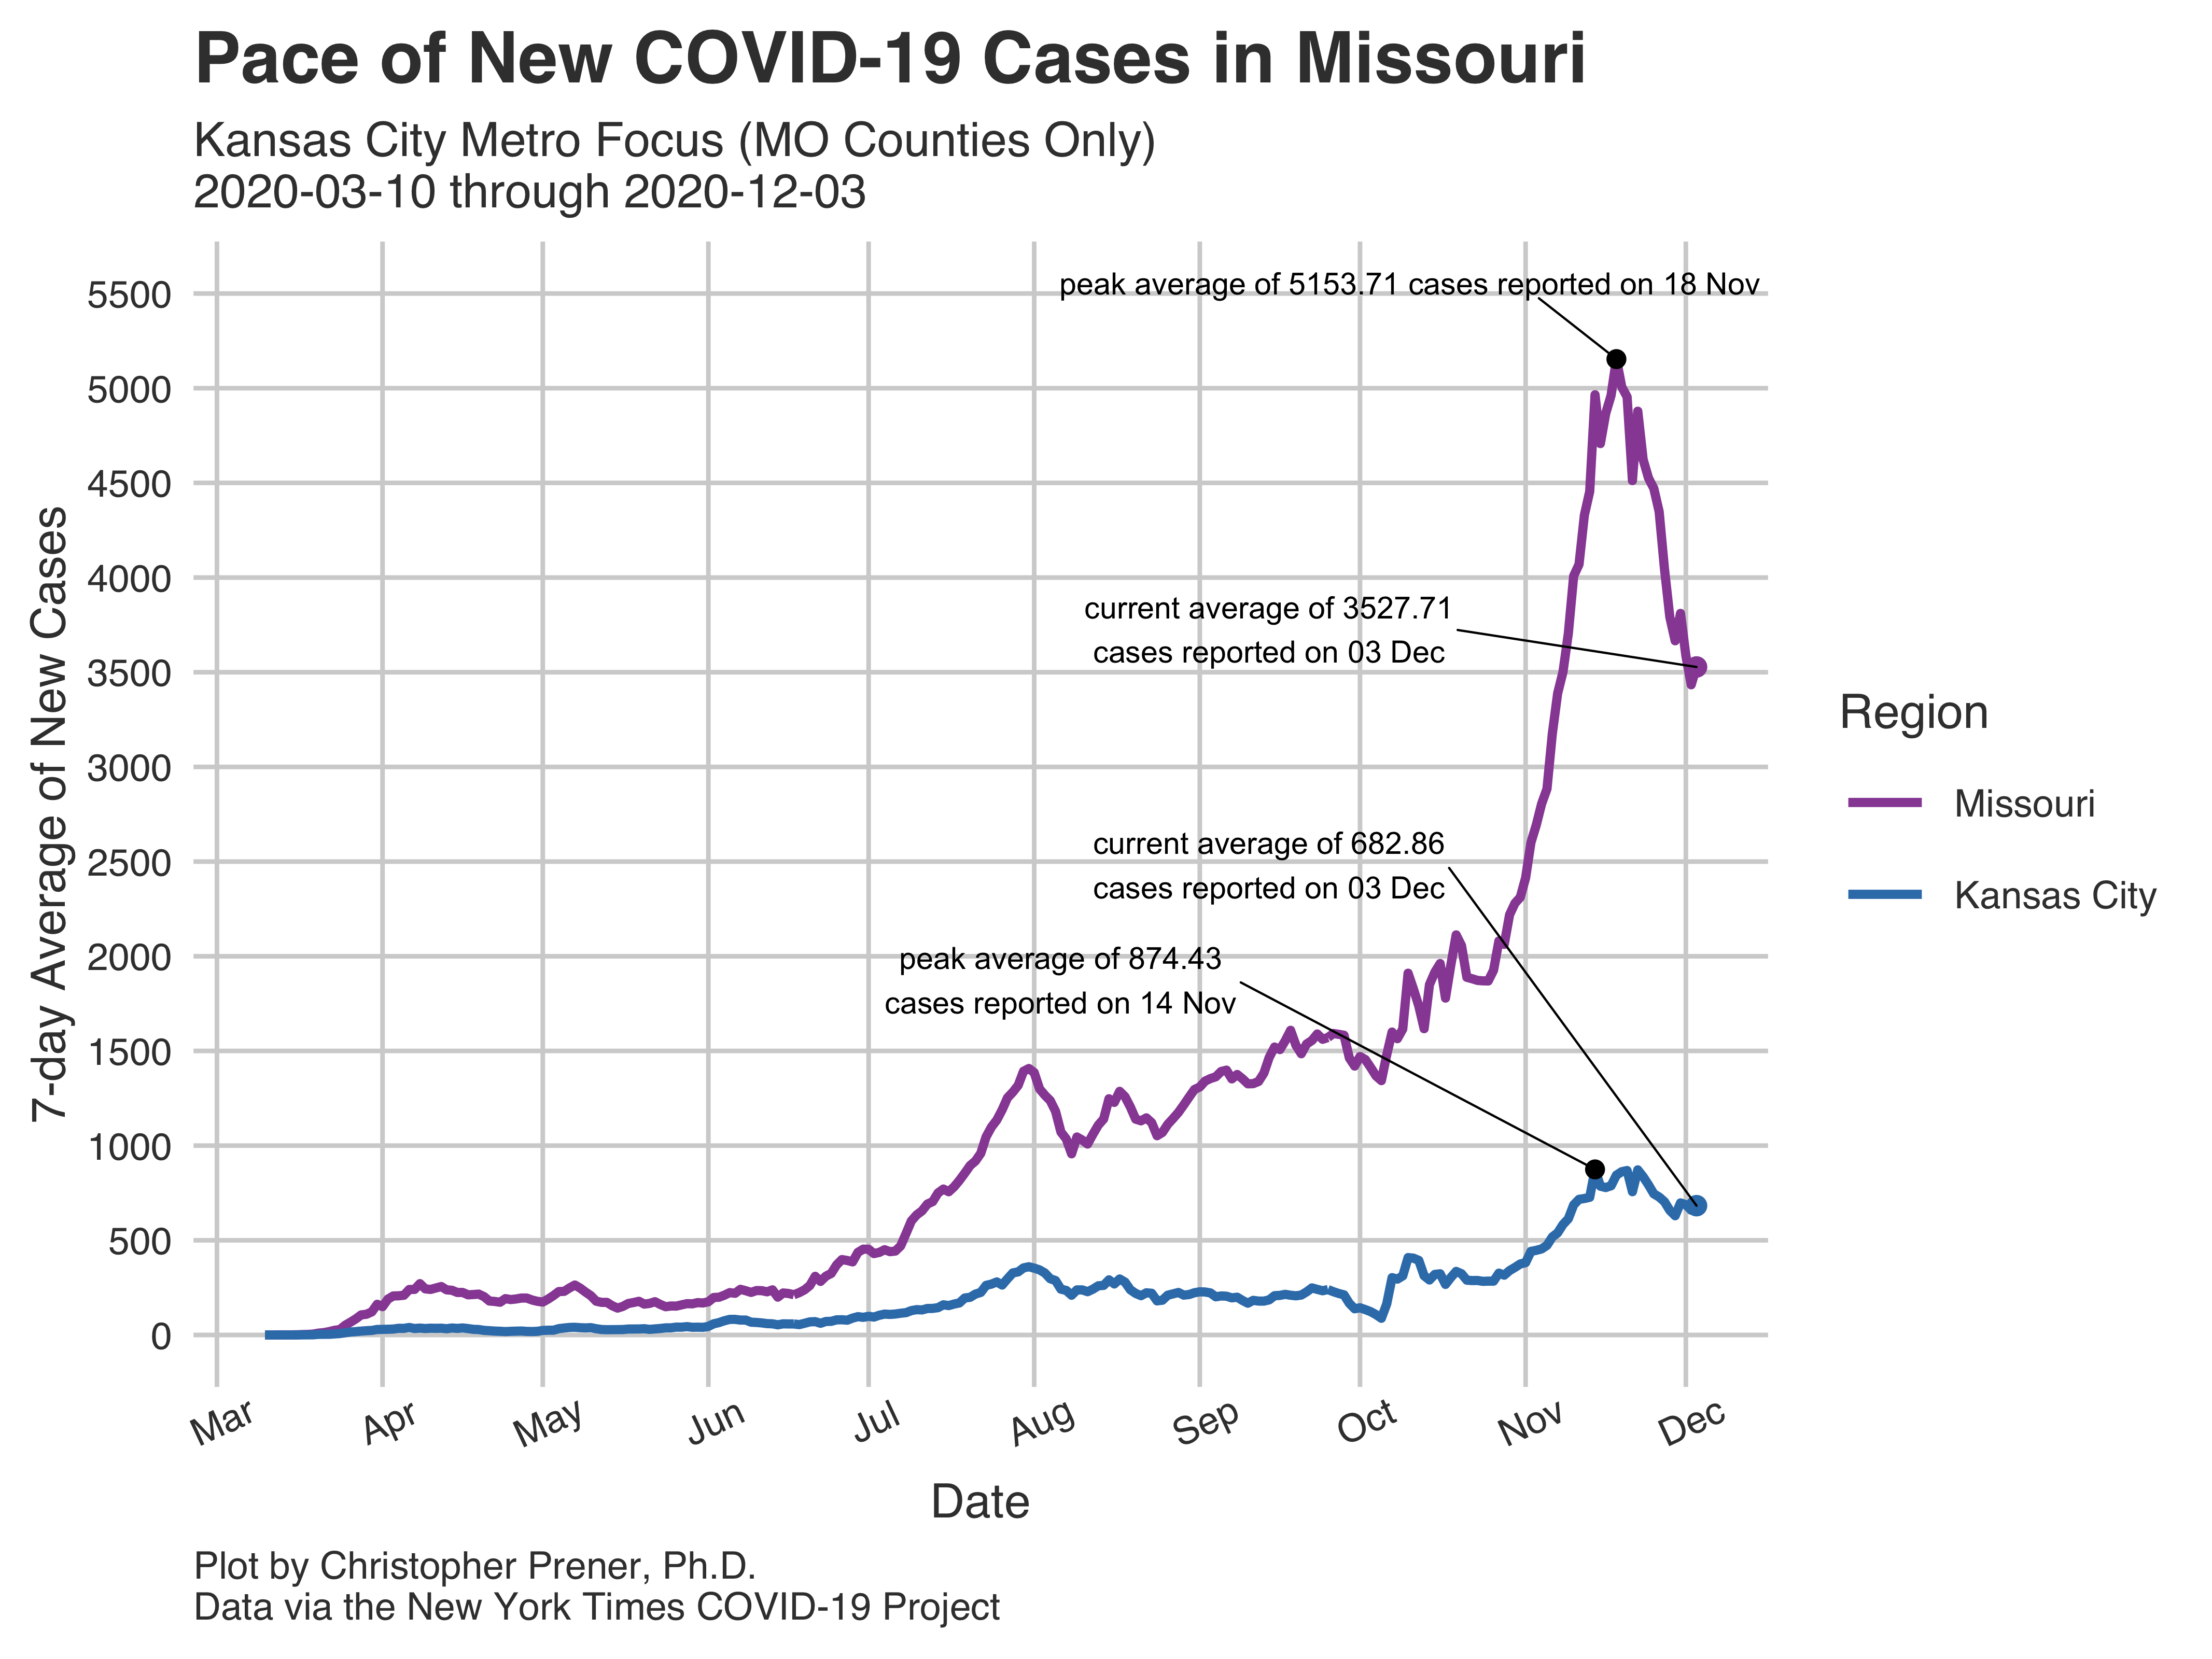 Pace of New COVID-19 Cases in Missouri
Kansas City Metro Focus (MO Counties Only)
2020-03-10 through 2020-12-03
7-day Average of New Cases
5500
5000
4500
4000
3500
3000
2500
2000
1500
1000
500
0
peak average of 5153.71 cases reported on 18 Nov
current average of 3527.71
cases reported on 03 Dec
current average of 682.86
cases reported on 03 Dec
peak average of 874.43
cases reported on 14 Nov
Region
Missouri
Kansas City
Mar
Apr
May
Jun
Jul
Aug
Sep
Oct
Nov
Dec
Date
Plot by Christopher Prener, Ph.D.
Data via the New York Times COVID-19 Project